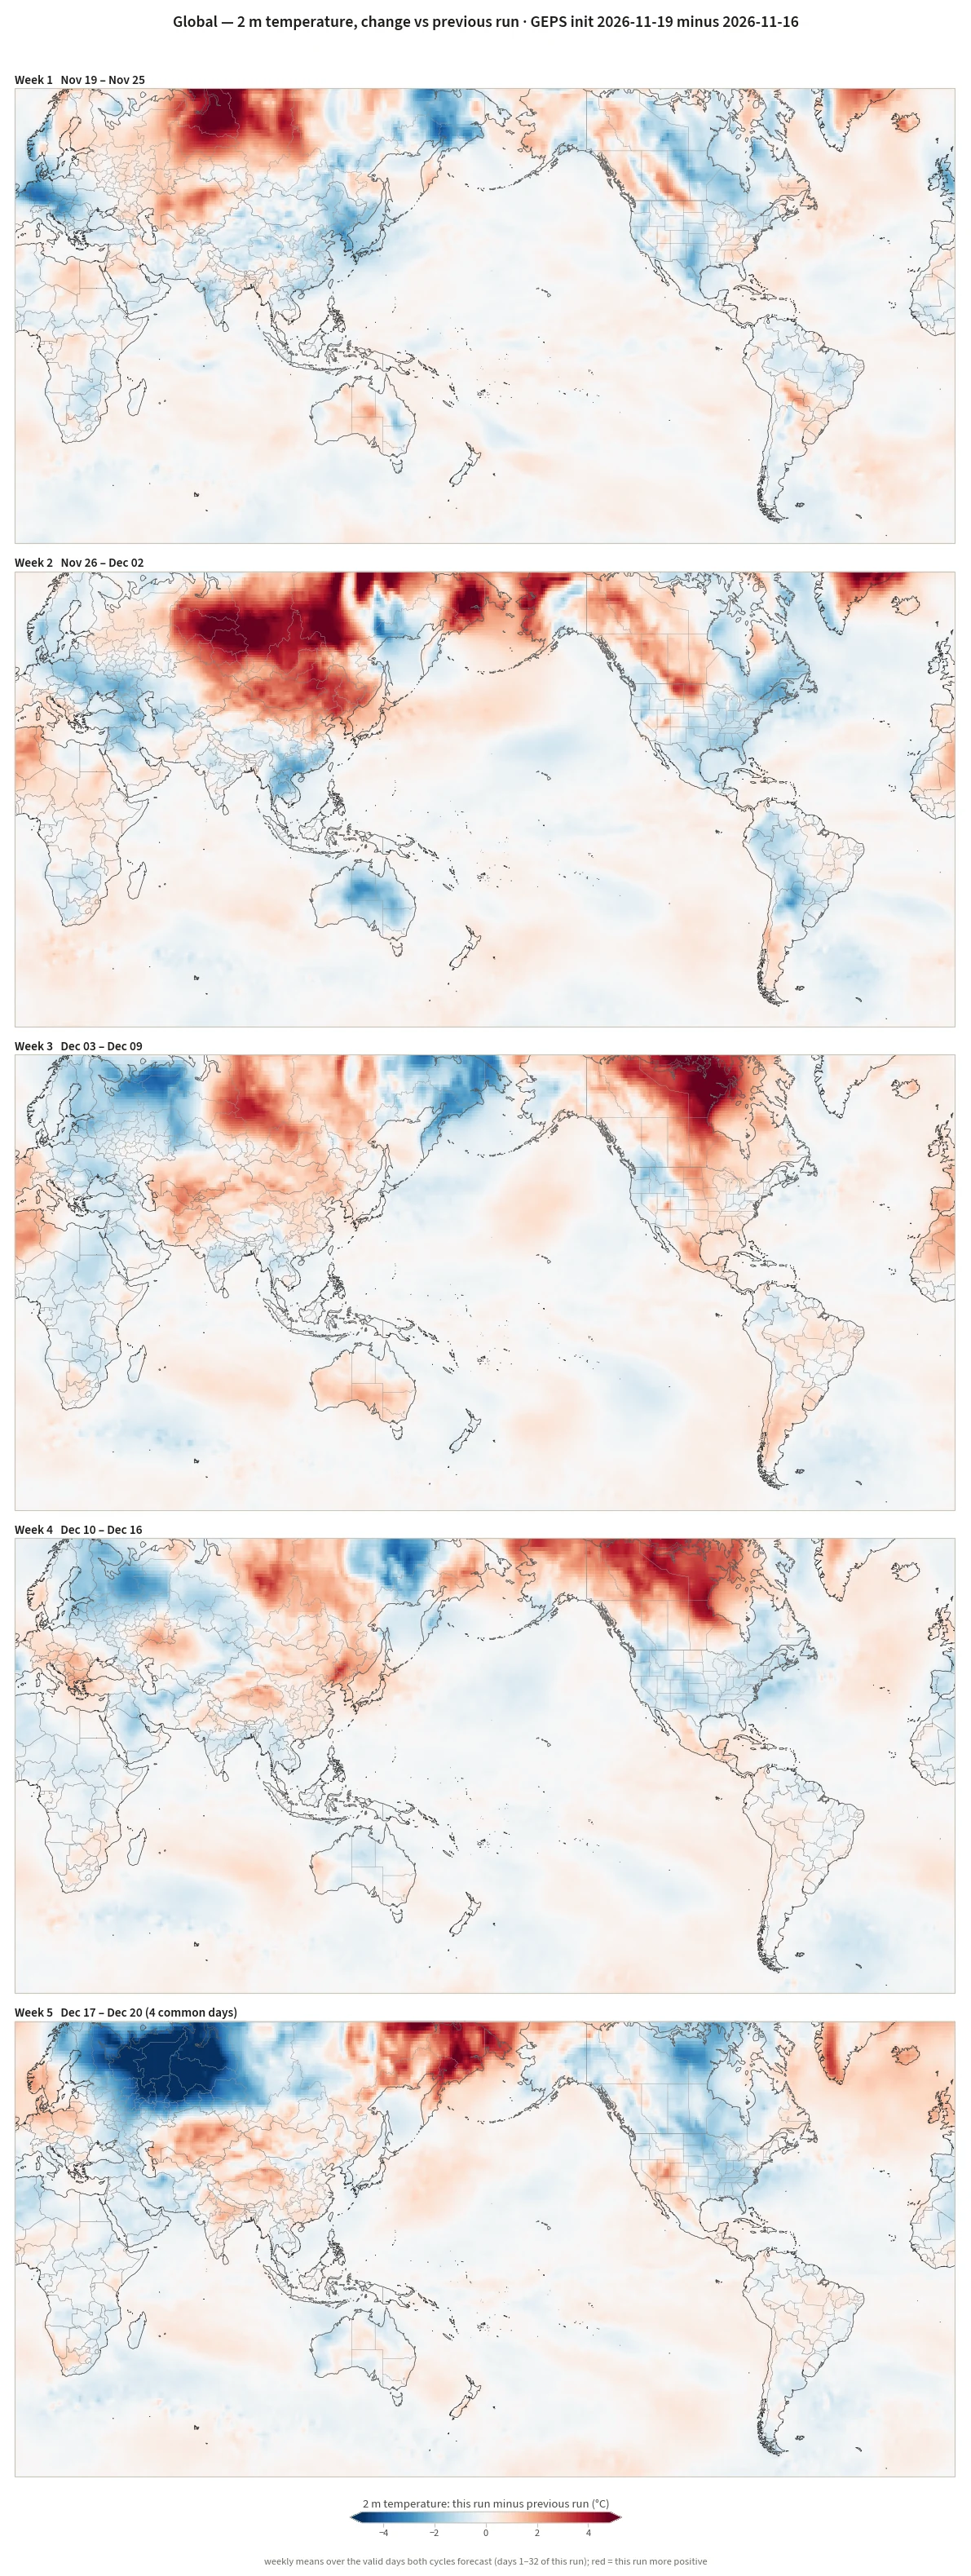 Global — 2 m temperature, change vs previous run · GEPS init 2026-11-19 minus 2026-11-16
Week 1 Nov 19 – Nov 25
Week 2 Nov 26 – Dec 02
Week 3 Dec 03 – Dec 09
Week 4 Dec 10 – Dec 16
Week 5 Dec 17 – Dec 20 (4 common days)
2 m temperature: this run minus previous run (°C)
−4 −2 0 2 4
weekly means over the valid days both cycles forecast (days 1–32 of this run); red = this run more positive